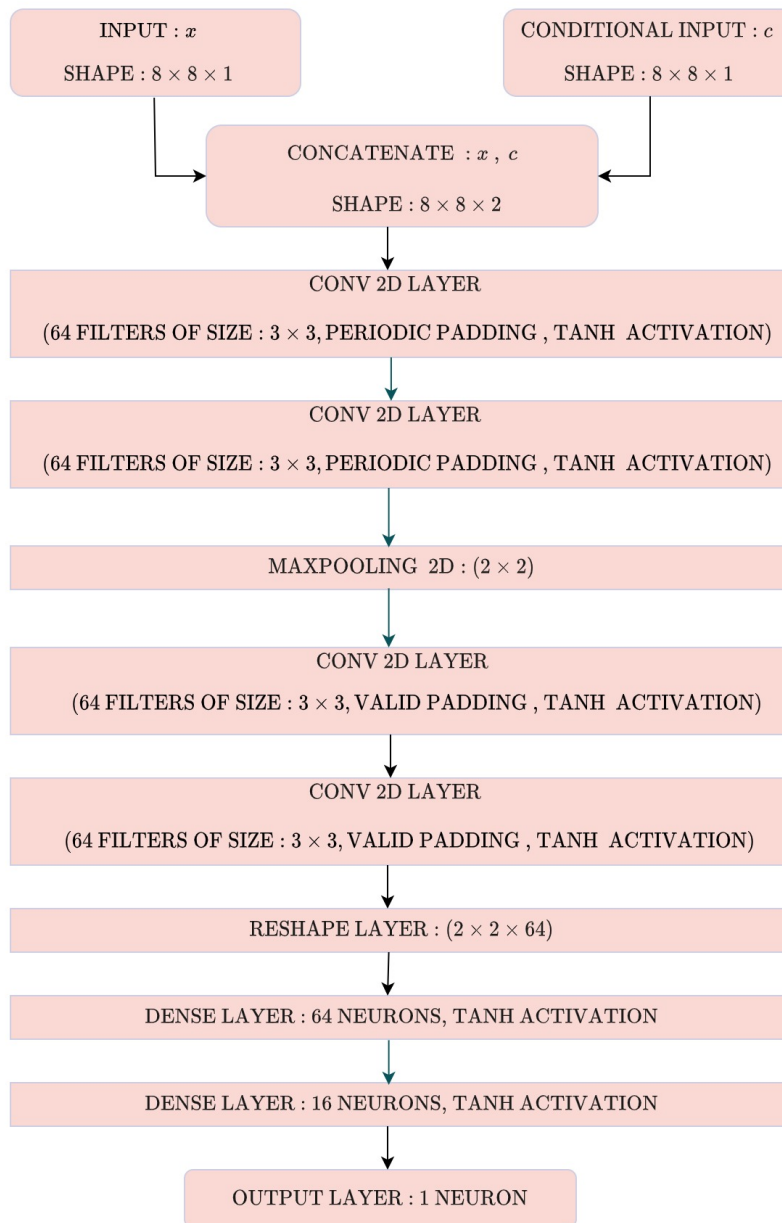 INPUT : x
SHAPE : 8 × 8 × 1
CONDITIONAL INPUT : c
SHAPE : 8 × 8 × 1
CONCATENATE : x , c
SHAPE : 8 × 8 × 2
CONV 2D LAYER
(64 FILTERS OF SIZE : 3 × 3, PERIODIC PADDING , TANH ACTIVATION)
CONV 2D LAYER
(64 FILTERS OF SIZE : 3 × 3, PERIODIC PADDING , TANH ACTIVATION)
MAXPOOLING 2D : (2 × 2)
CONV 2D LAYER
(64 FILTERS OF SIZE : 3 × 3, VALID PADDING , TANH ACTIVATION)
CONV 2D LAYER
(64 FILTERS OF SIZE : 3 × 3, VALID PADDING , TANH ACTIVATION)
RESHAPE LAYER : (2 × 2 × 64)
DENSE LAYER : 64 NEURONS, TANH ACTIVATION
DENSE LAYER : 16 NEURONS, TANH ACTIVATION
OUTPUT LAYER : 1 NEURON